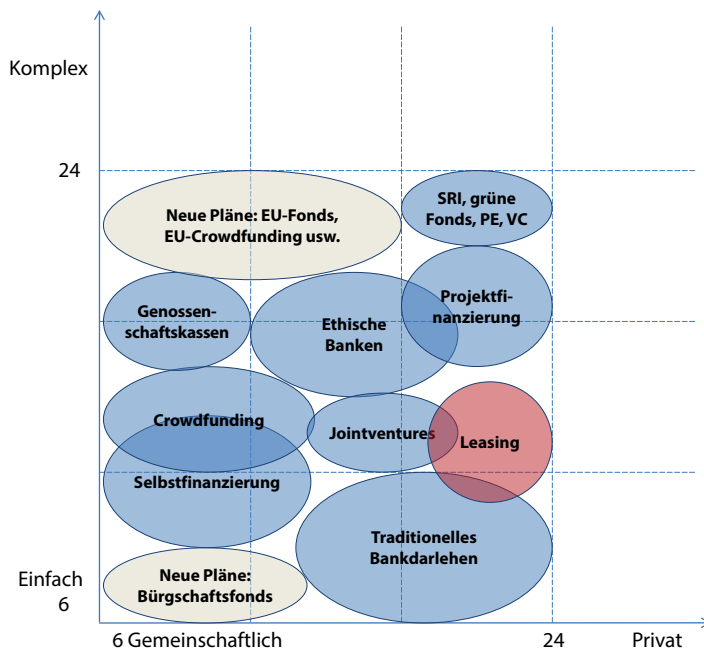 Komplex
24
Neue Pläne: EU-Fonds,
EU-Crowdfunding usw.
SRI, grüne
Fonds, PE, VC
Genossen-
schaftskassen
Ethische
Banken
Projektfi-
nanzierung
Crowdfunding
Jointventures
Leasing
Selbstfinanzierung
Traditionelles
Bankdarlehen
Neue Pläne:
Bürgschaftsfonds
Einfach
6
6 Gemeinschaftlich
24
Privat